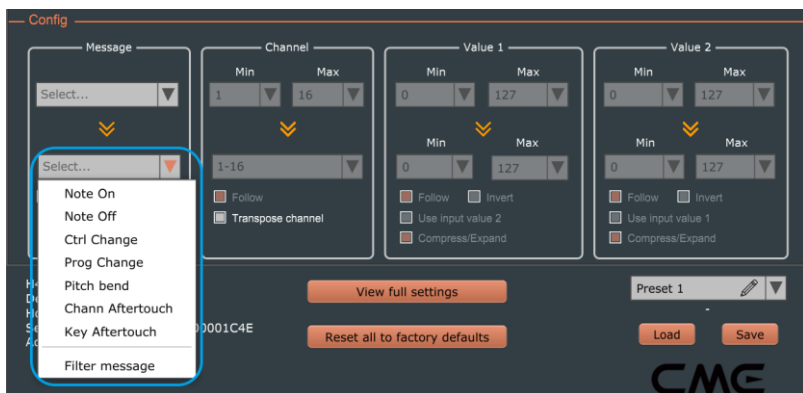 Config
Message
Channel
Value 1
Value 2
Min Max
Min Max
Min Max
Select...
1 16
0 127
0 127
Min Max
Min Max
Select...
1-16
0 127
0 127
Follow
Follow Invert
Follow Invert
Transpose channel
Use input value 2
Use input value 1
Compress/Expand
Compress/Expand
Note On
Note Off
Ctrl Change
Prog Change
Pitch bend
Chann Aftertouch
Key Aftertouch
Filter message
0001C4E
View full settings
Reset all to factory defaults
Preset 1
-
Load Save
CME